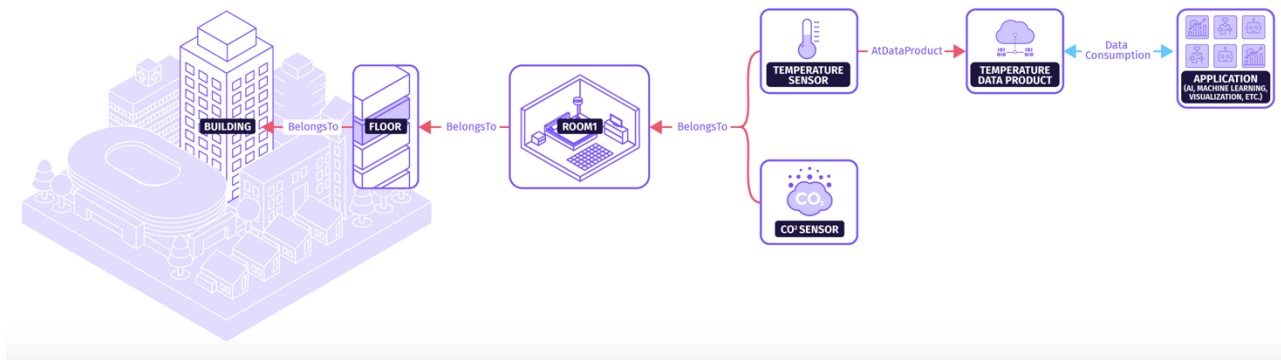 BUILDING
BelongsTo
FLOOR
BelongsTo
ROOM1
BelongsTo
TEMPERATURE
SENSOR
AtDataProduct
TEMPERATURE
DATA PRODUCT
Data
Consumption
APPLICATION
(AI, MACHINE LEARNING,
VISUALIZATION, ETC.)
CO₂
CO² SENSOR